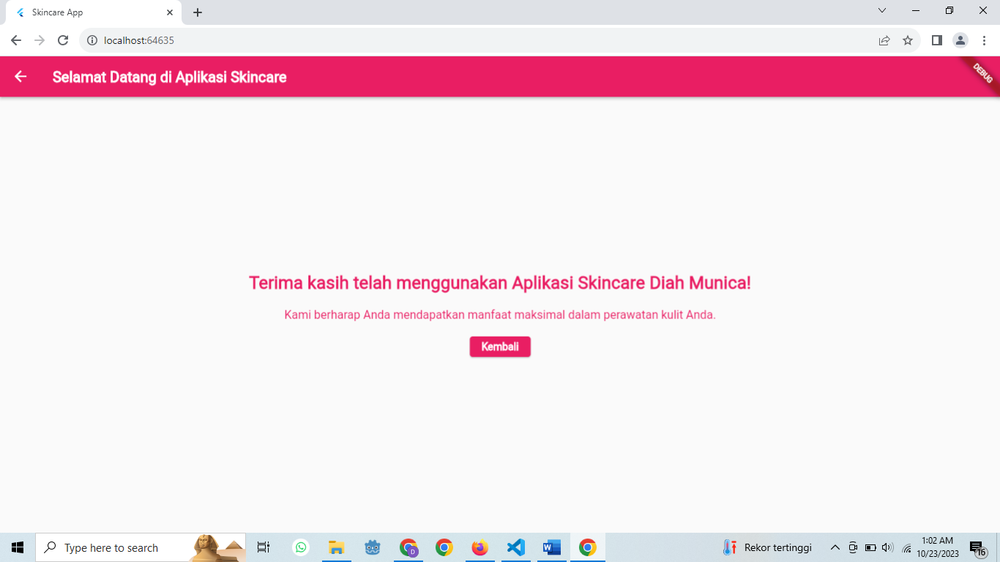 Skincare App
localhost:64635
Selamat Datang di Aplikasi Skincare
DEBUG
Terima kasih telah menggunakan Aplikasi Skincare Diah Munica!
Kami berharap Anda mendapatkan manfaat maksimal dalam perawatan kulit Anda.
Kembali
Type here to search
D
W
Rekor tertinggi
1:02 AM
10/23/2023
16